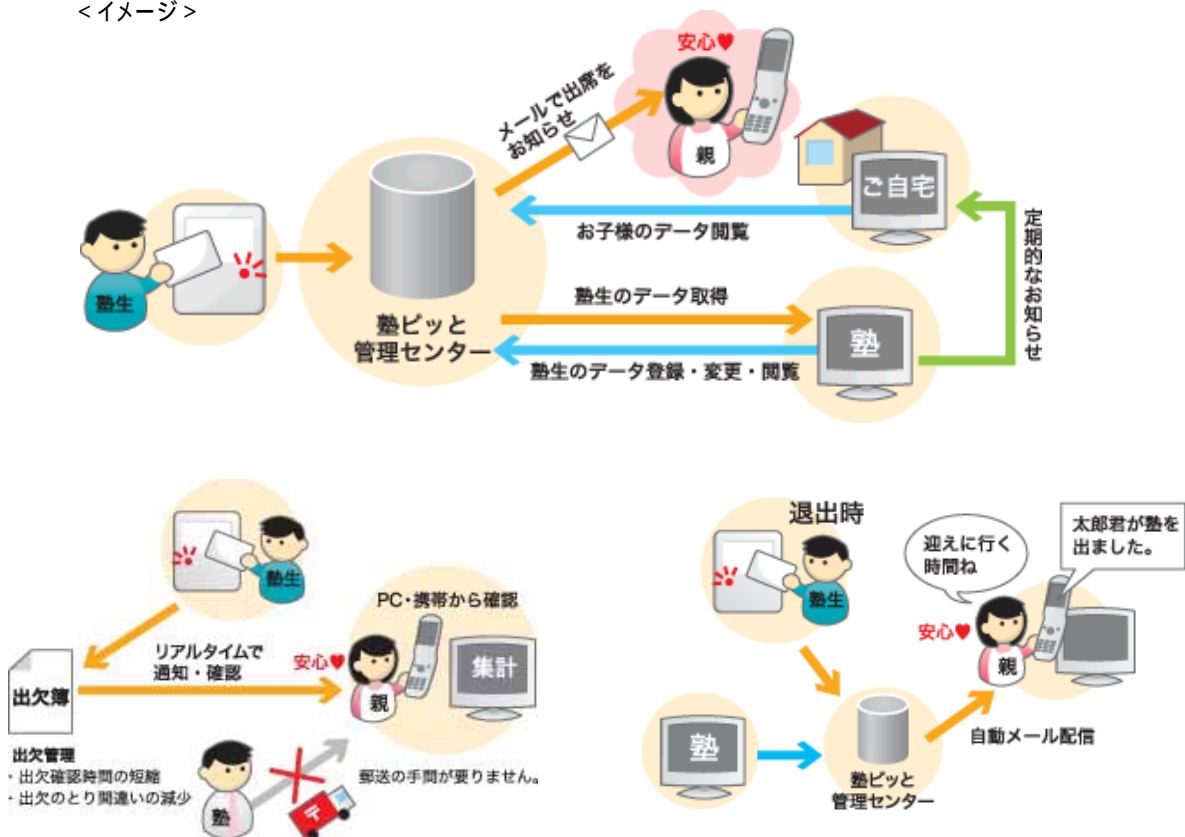 <イメージ>
安心♥
メールで出席を
お知らせ
親
ご自宅
お子様のデータ閲覧
定期的なお知らせ
塾生
塾ピッと
管理センター
塾生のデータ取得
塾
塾生のデータ登録・変更・閲覧
塾生
PC・携帯から確認
リアルタイムで
通知・確認
安心♥
親
集計
出欠簿
出欠管理
・出欠確認時間の短縮
・出欠のとり間違いの減少
塾
〒
郵送の手間が要りません。
退出時
塾生
迎えに行く
時間ね
太郎君が塾を
出ました。
安心♥
親
塾
塾ピッと
管理センター
自動メール配信